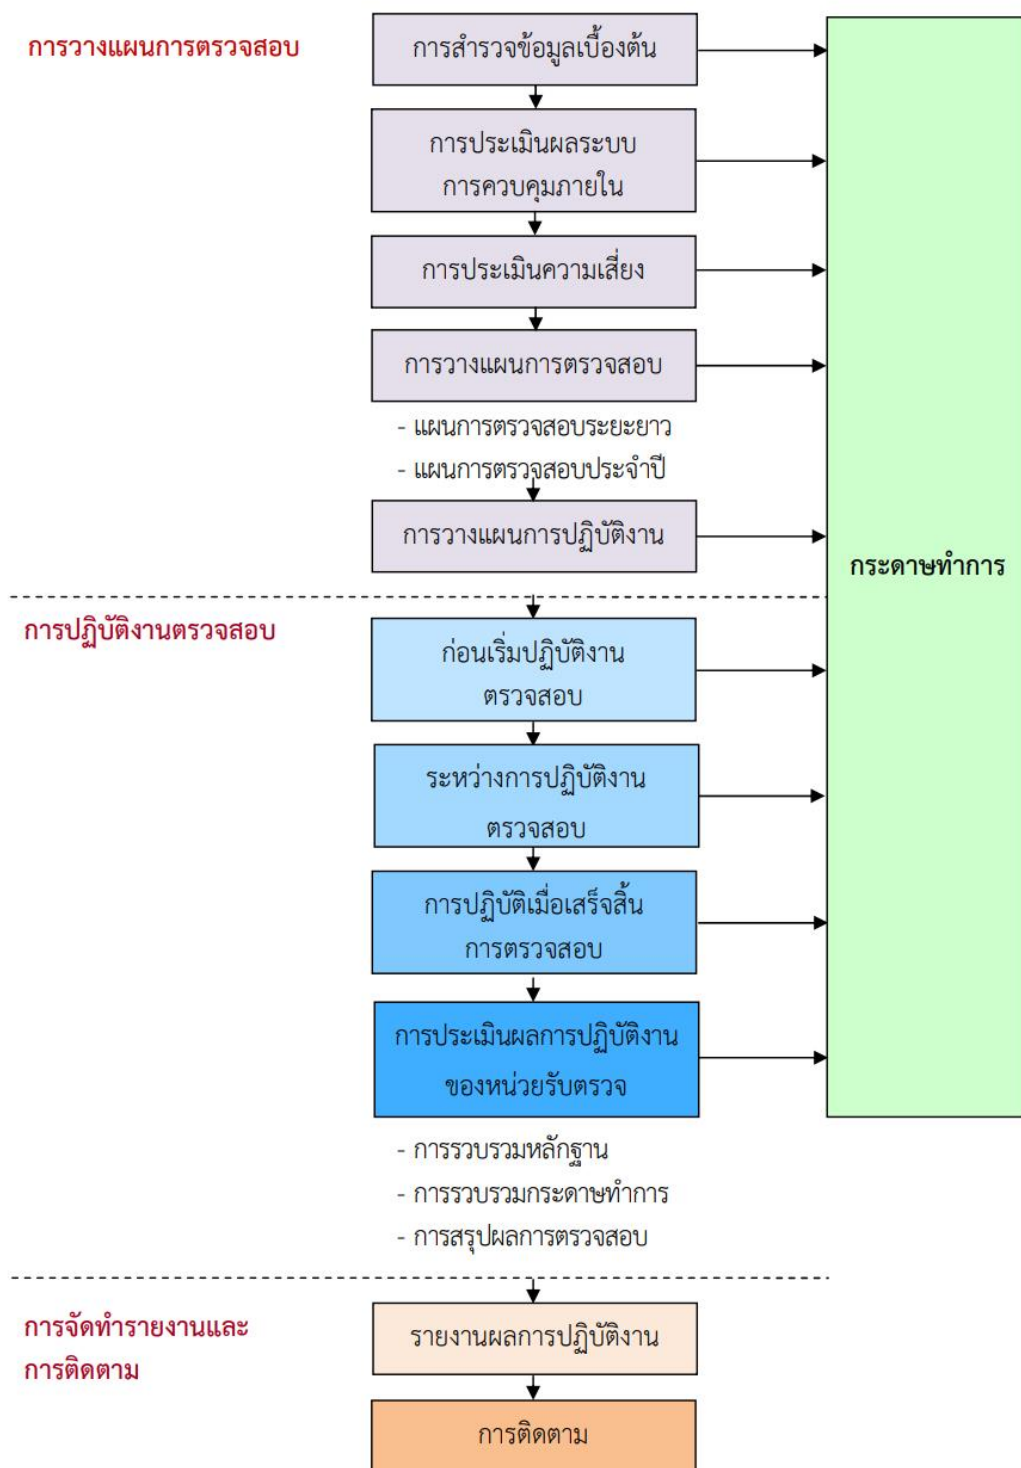 การวางแผนการตรวจสอบ
การสำรวจข้อมูลเบื้องต้น
การประเมินผลระบบ
การควบคุมภายใน
การประเมินความเสี่ยง
การวางแผนการตรวจสอบ
- แผนการตรวจสอบระยะยาว
- แผนการตรวจสอบประจำปี
การวางแผนการปฏิบัติงาน
กระดาษทำการ
การปฏิบัติงานตรวจสอบ
ก่อนเริ่มปฏิบัติงาน
ตรวจสอบ
ระหว่างการปฏิบัติงาน
ตรวจสอบ
การปฏิบัติเมื่อเสร็จสิ้น
การตรวจสอบ
การประเมินผลการปฏิบัติงาน
ของหน่วยรับตรวจ
- การรวบรวมหลักฐาน
- การรวบรวมกระดาษทำการ
- การสรุปผลการตรวจสอบ
การจัดทำรายงานและ
การติดตาม
รายงานผลการปฏิบัติงาน
การติดตาม